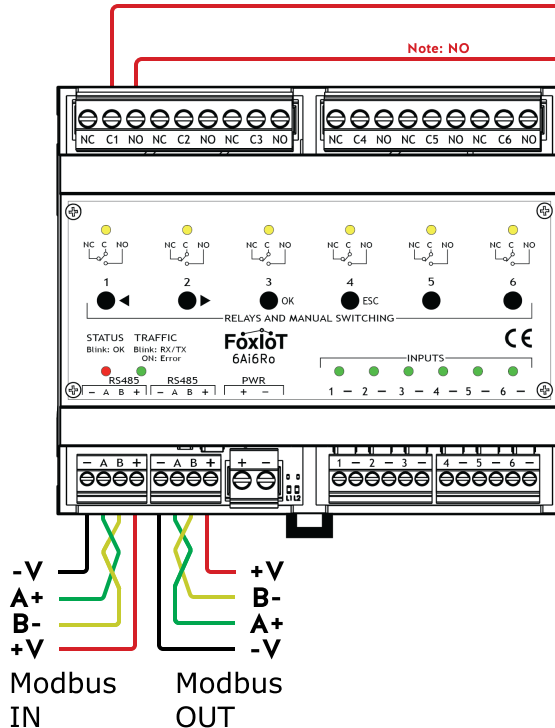 Note: NO
NC C1 NO NC C2 NO NC C3 NO NC C4 NO NC C5 NO NC C6 NO
NC C NO NC C NO NC C NO NC C NO NC C NO NC C NO
1 2 3 4 5 6
OK ESC
RELAYS AND MANUAL SWITCHING
STATUS TRAFFIC
Blink: OK Blink: RX/TX
ON: Error
FoxIoT
6Ai6Ro
CE
INPUTS
RS485 RS485 PWR
– A B + – A B + + – 1 – 2 – 3 – 4 – 5 – 6 –
– A B + – A B + + – 1 – 2 – 3 – 4 – 5 – 6 –
L1 L2
-V +V
A+ B-
B- A+
+V -V
Modbus Modbus
IN OUT